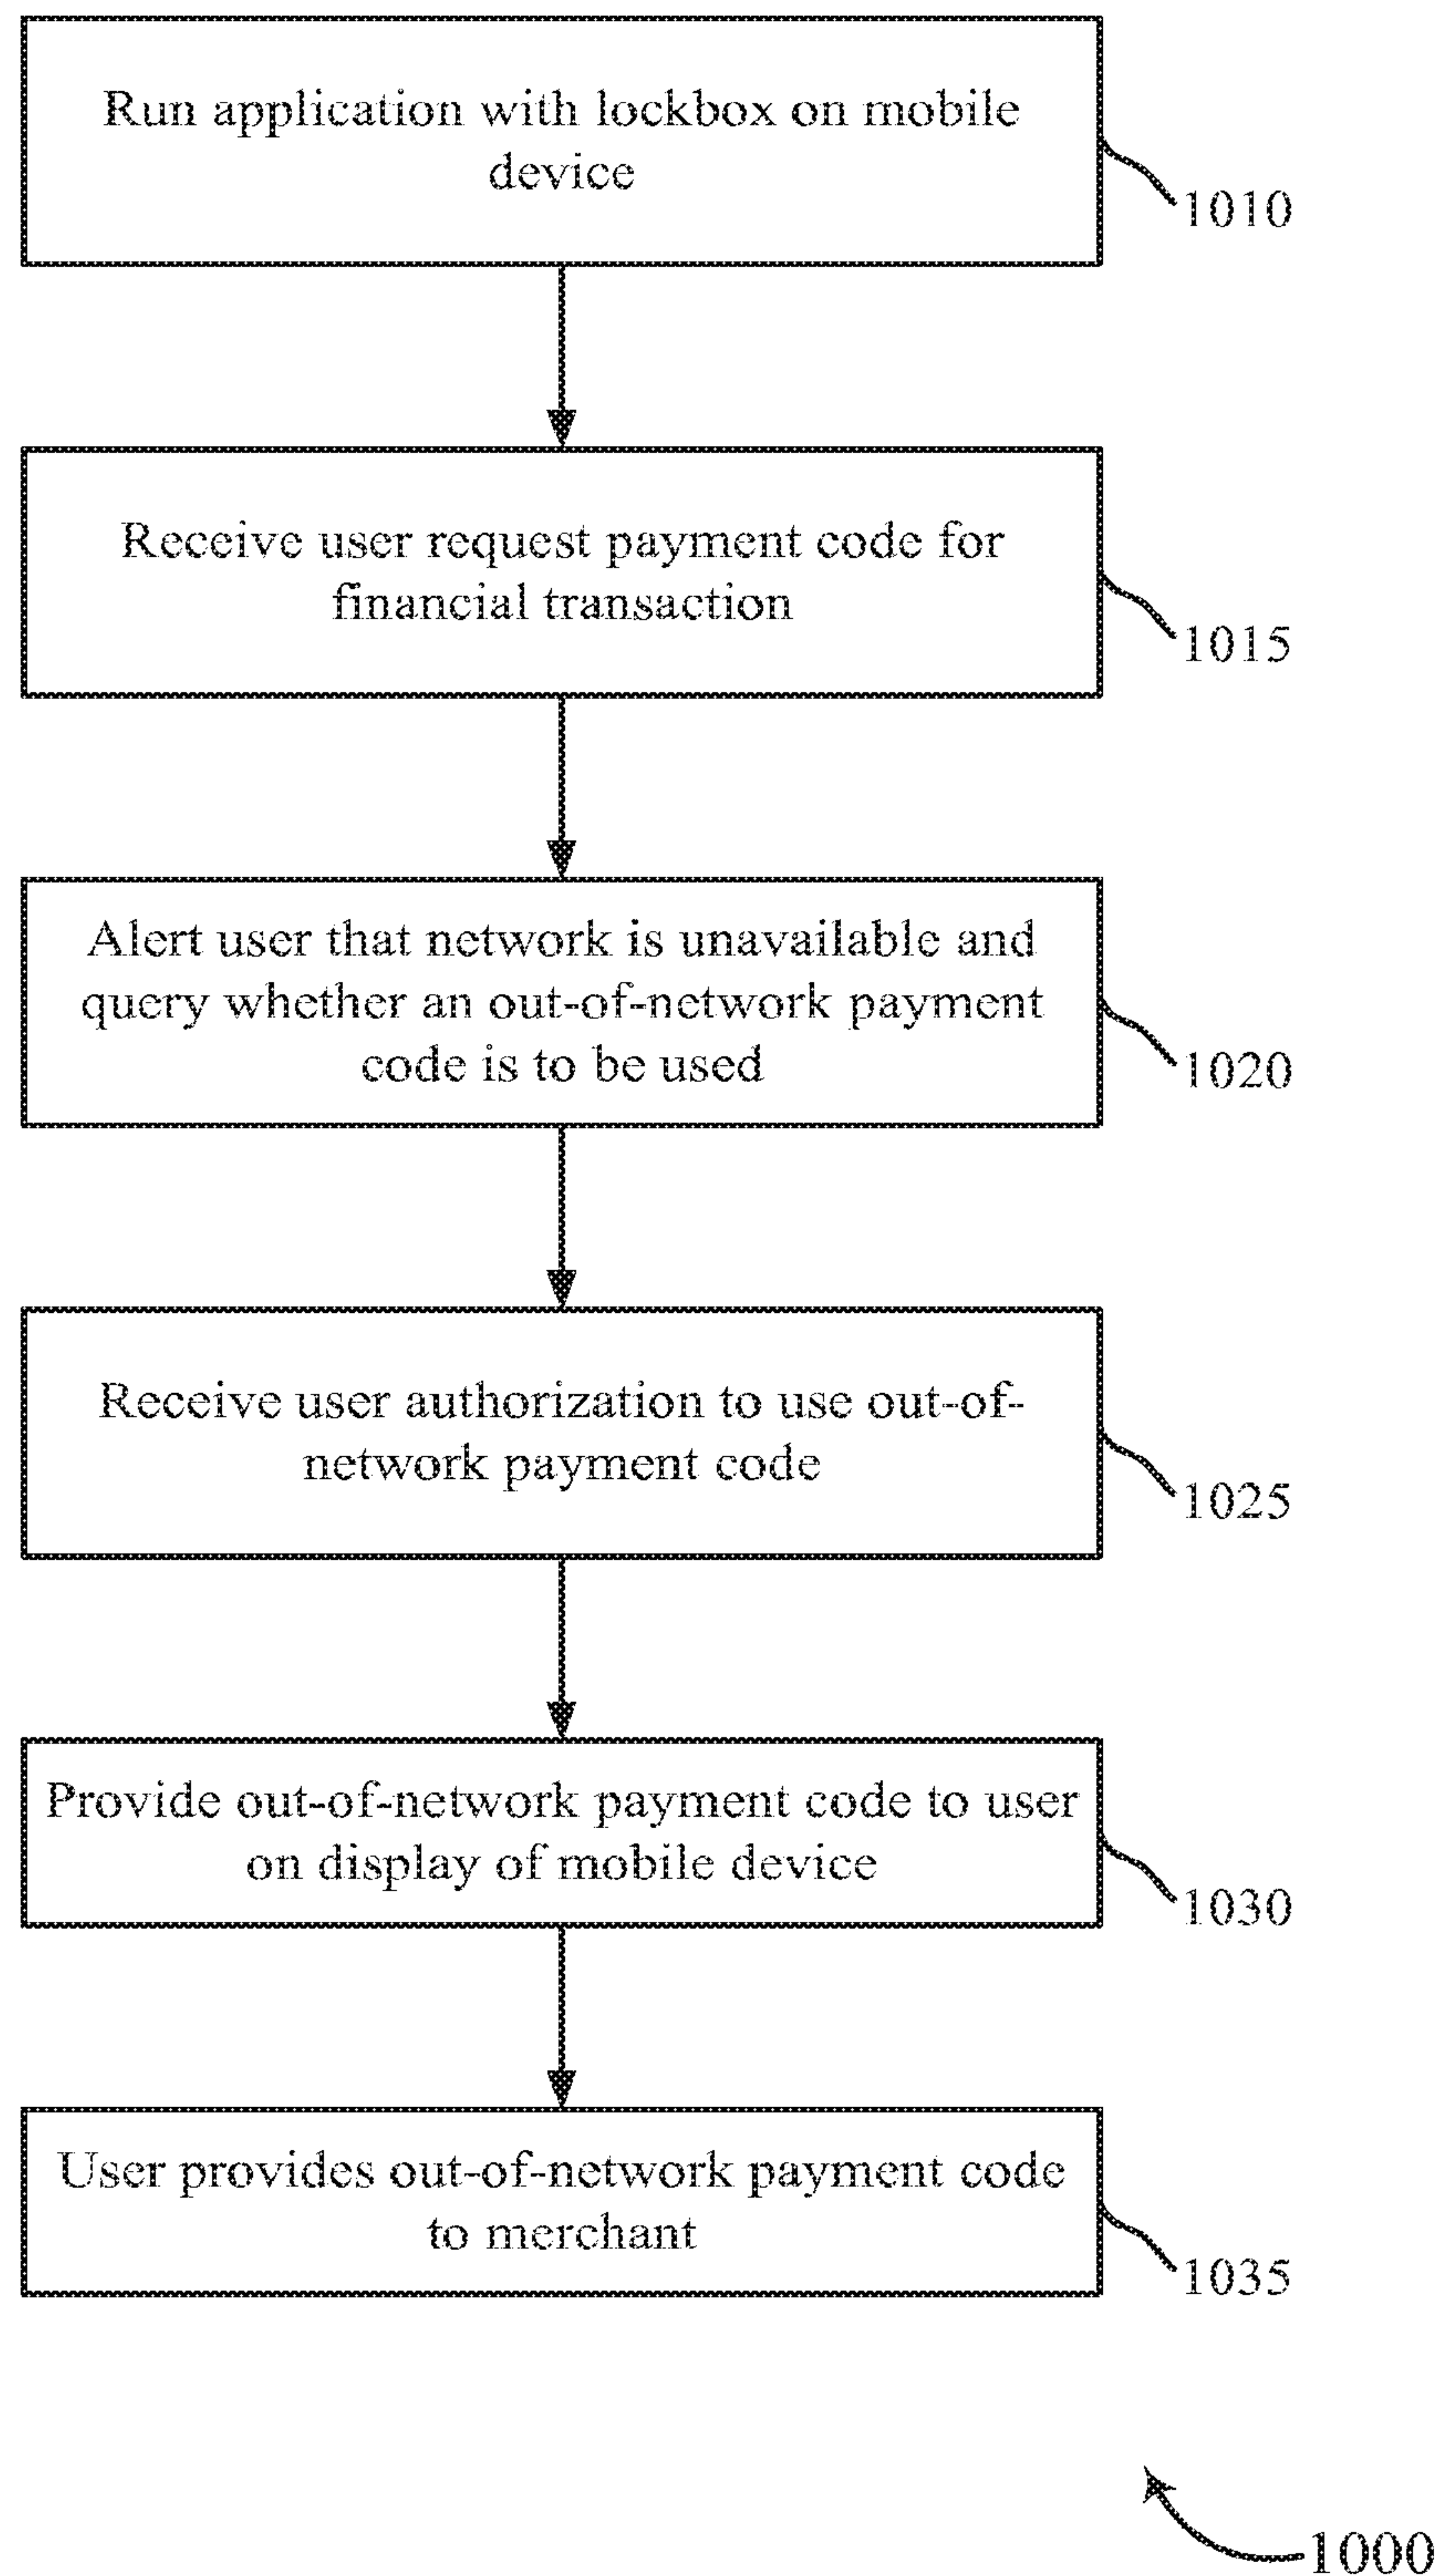 Run application with lockbox on mobile
device
1010
Receive user request payment code for
financial transaction
1015
Alert user that network is unavailable and
query whether an out-of-network payment
code is to be used
1020
Receive user authorization to use out-of-
network payment code
1025
Provide out-of-network payment code to user
on display of mobile device
1030
User provides out-of-network payment code
to merchant
1035
1000